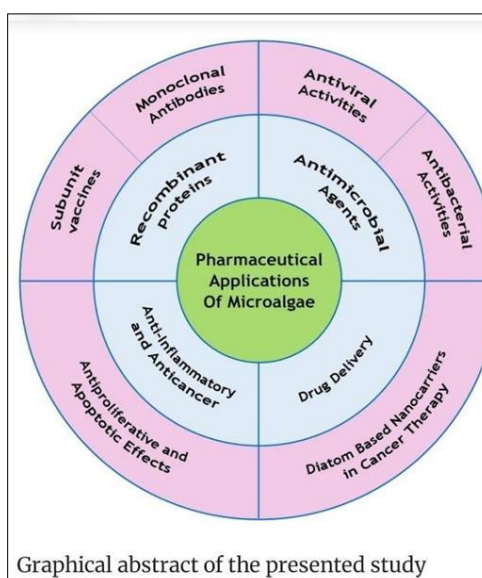 Monoclonal
Antibodies
Antiviral
Activities
Subunit
vaccines
Recombinant
proteins
Antimicrobial
Agents
Antibacterial
Activities
Pharmaceutical
Applications
Of Microalgae
Anti-inflammatory
and Anticancer
Drug Delivery
Antiproliferative and
Apoptotic Effects
Diatom Based Nanocarriers
in Cancer Therapy
Graphical abstract of the presented study